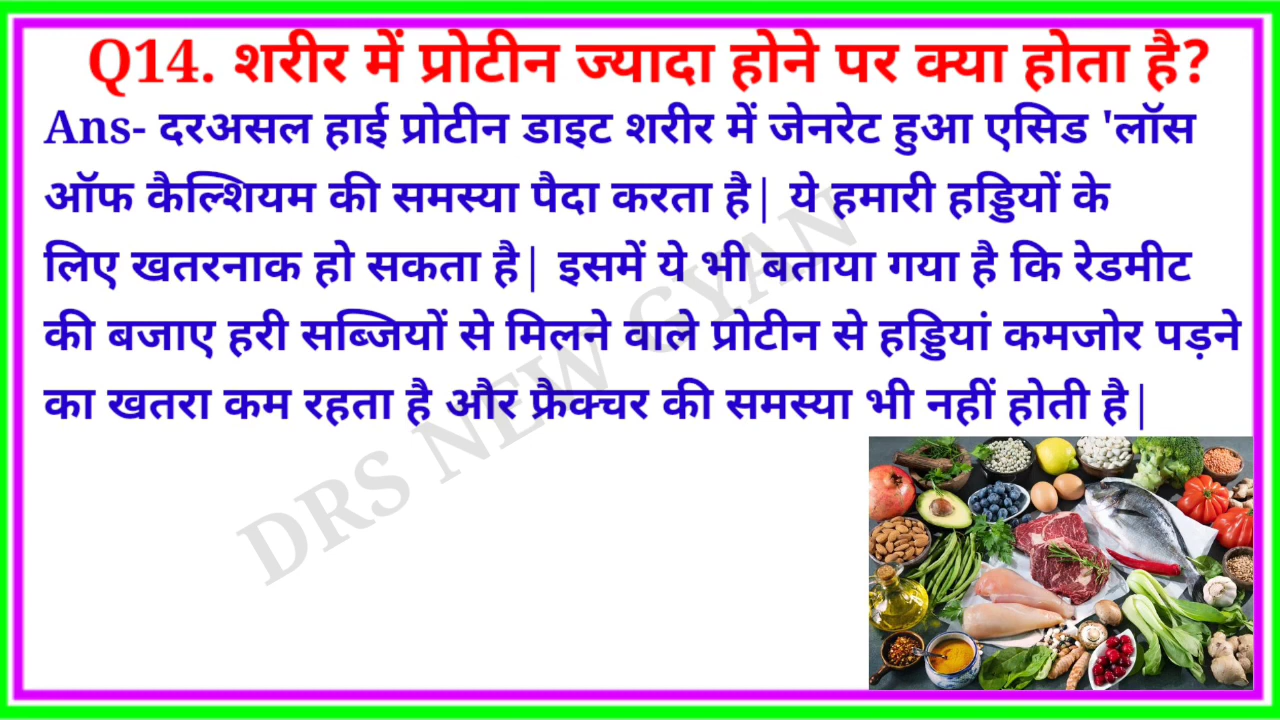 Q14. शरीर में प्रोटीन ज्यादा होने पर क्या होता है?
Ans- दरअसल हाई प्रोटीन डाइट शरीर में जेनरेट हुआ एसिड 'लॉस
ऑफ कैल्शियम की समस्या पैदा करता है| ये हमारी हड्डियों के
लिए खतरनाक हो सकता है| इसमें ये भी बताया गया है कि रेडमीट
की बजाए हरी सब्जियों से मिलने वाले प्रोटीन से हड्डियां कमजोर पड़ने
का खतरा कम रहता है और फ्रैक्चर की समस्या भी नहीं होती है|
DRS NEW GYAN